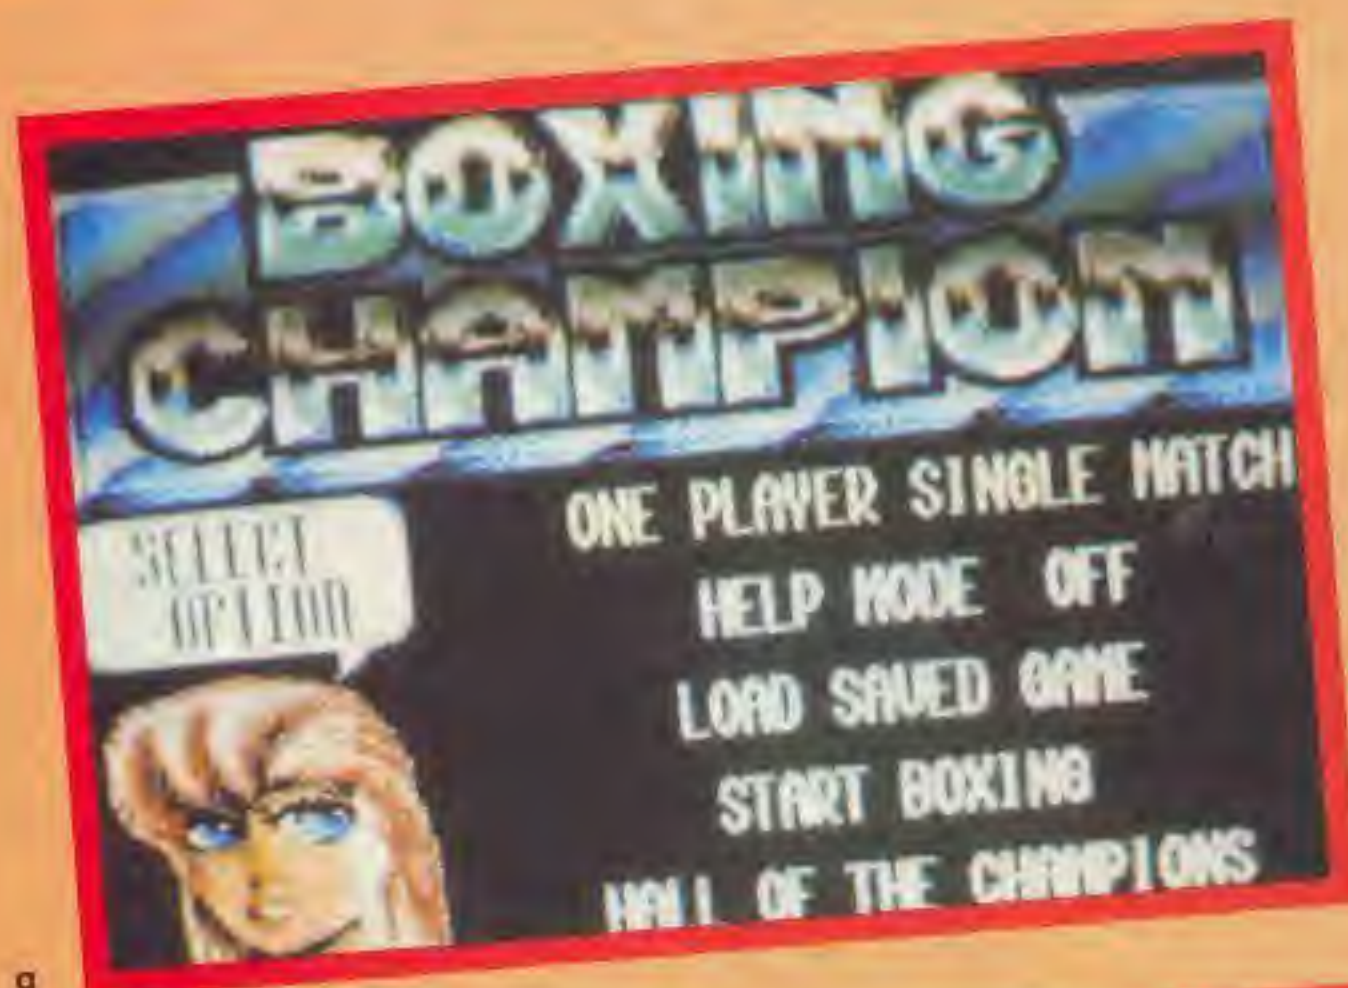 BOXING
CHAMPION
SELECT
OPTION
ONE PLAYER SINGLE MATCH
HELP MODE OFF
LOAD SAVED GAME
START BOXING
HALL OF THE CHAMPIONS